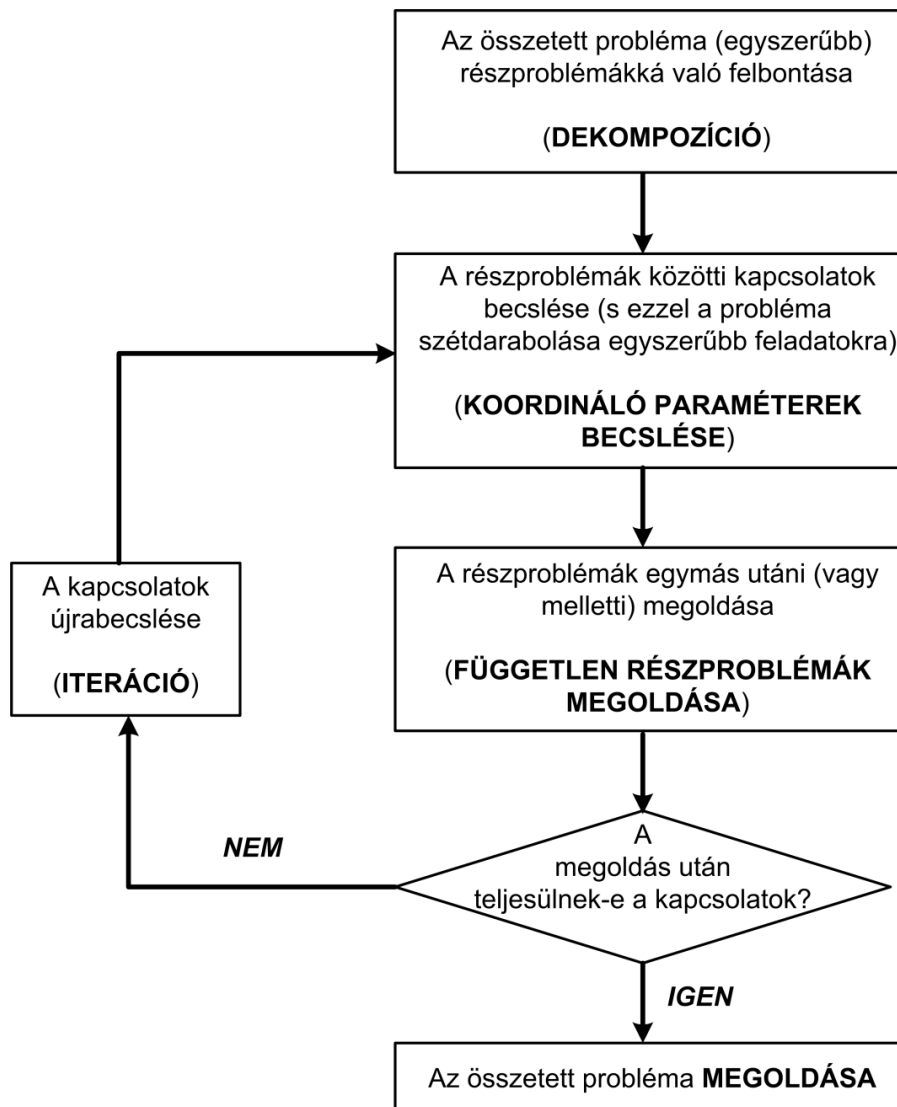 Az összetett probléma (egyszerűbb)
részproblémákká való felbontása
(DEKOMPOZÍCIÓ)
A részproblémák közötti kapcsolatok
becslése (s ezzel a probléma
szétdarabolása egyszerűbb feladatokra)
(KOORDINÁLÓ PARAMÉTEREK
BECSLÉSE)
A részproblémák egymás utáni (vagy
melletti) megoldása
(FÜGGETLEN RÉSZPROBLÉMÁK
MEGOLDÁSA)
A kapcsolatok
újrabecslése
(ITERÁCIÓ)
A
megoldás után
teljesülnek-e a kapcsolatok?
NEM
IGEN
Az összetett probléma MEGOLDÁSA